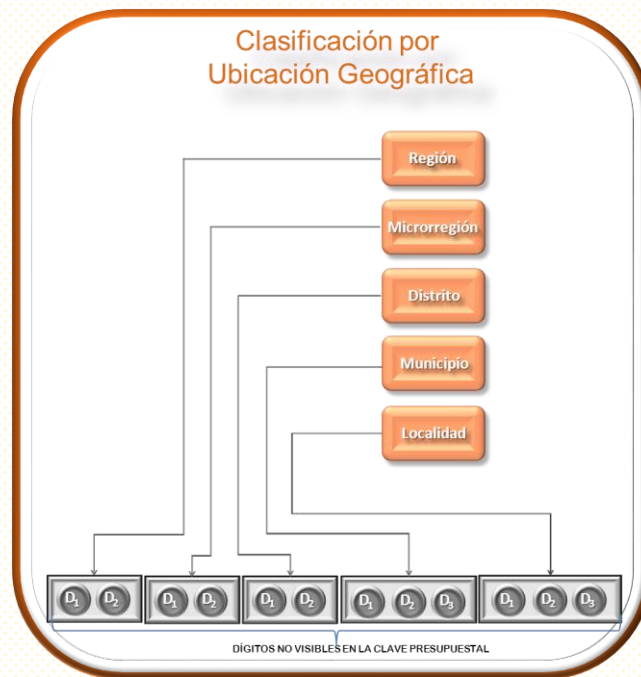 Clasificación por
Ubicación Geográfica
Región
Microrregión
Distrito
Municipio
Localidad
D1 D2 D1 D2 D1 D2 D1 D2 D3 D1 D2 D3
DÍGITOS NO VISIBLES EN LA CLAVE PRESUPUESTAL